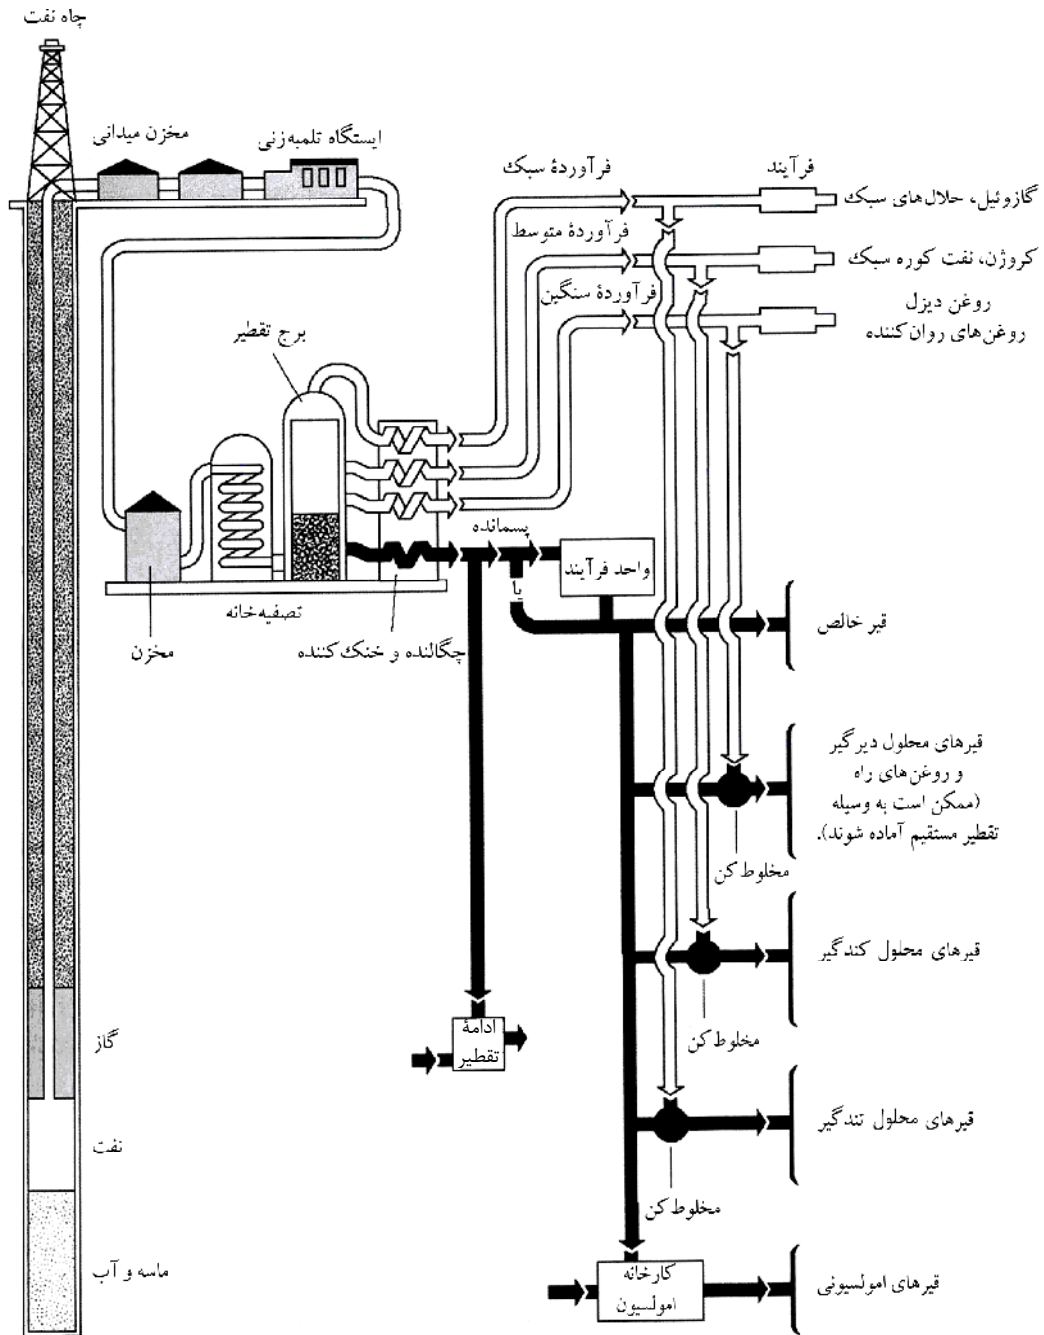 چاه نفت
مخزن میدانی
ایستگاه تلمبه‌زنی
فرآوردهٔ سبک
فرآیند
گازوئیل، حلال‌های سبک
فرآوردهٔ متوسط
کروژن، نفت کوره سبک
فرآوردهٔ سنگین
روغن دیزل
روغن‌های روان‌کننده
برج تقطیر
پسمانده
واحد فرآیند
یا
تصفیه‌خانه
مخزن
چگالنده و خنک‌کننده
قیر خالص
قیرهای محلول دیرگیر
و روغن‌های راه
(ممکن است به وسیله
تقطیر مستقیم آماده شوند).
مخلوط‌کن
قیرهای محلول کندگیر
مخلوط‌کن
ادامهٔ
تقطیر
گاز
قیرهای محلول تندگیر
نفت
مخلوط‌کن
ماسه و آب
کارخانه
امولسیون
قیرهای امولسیونی